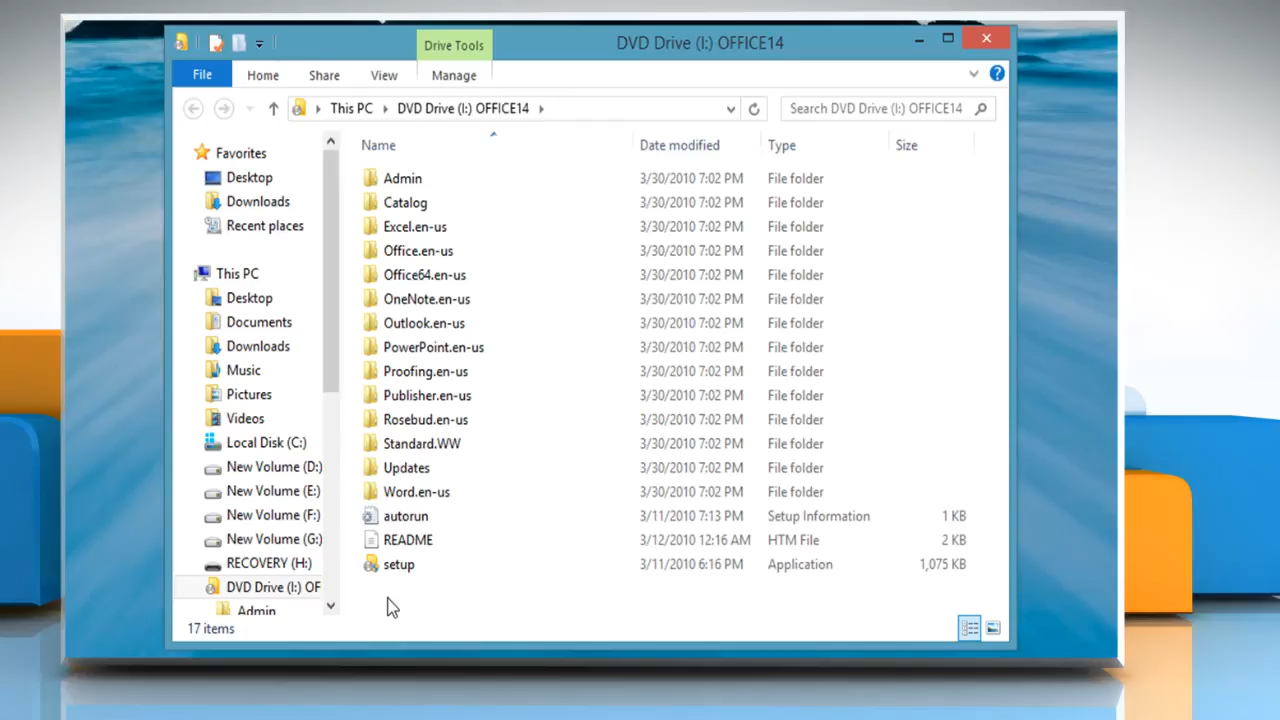 Drive Tools
DVD Drive (I:) OFFICE14
File Home Share View Manage
This PC DVD Drive (I:) OFFICE14 Search DVD Drive (I:) OFFICE14
Name Date modified Type Size
Favorites
Desktop
Downloads
Recent places
This PC
Desktop
Documents
Downloads
Music
Pictures
Videos
Local Disk (C:)
New Volume (D:)
New Volume (E:)
New Volume (F:)
New Volume (G:)
RECOVERY (H:)
DVD Drive (I:) OF
Admin
Admin 3/30/2010 7:02 PM File folder
Catalog 3/30/2010 7:02 PM File folder
Excel.en-us 3/30/2010 7:02 PM File folder
Office.en-us 3/30/2010 7:02 PM File folder
Office64.en-us 3/30/2010 7:02 PM File folder
OneNote.en-us 3/30/2010 7:02 PM File folder
Outlook.en-us 3/30/2010 7:02 PM File folder
PowerPoint.en-us 3/30/2010 7:02 PM File folder
Proofing.en-us 3/30/2010 7:02 PM File folder
Publisher.en-us 3/30/2010 7:02 PM File folder
Rosebud.en-us 3/30/2010 7:02 PM File folder
Standard.WW 3/30/2010 7:02 PM File folder
Updates 3/30/2010 7:02 PM File folder
Word.en-us 3/30/2010 7:02 PM File folder
autorun 3/11/2010 7:13 PM Setup Information 1 KB
README 3/12/2010 12:16 AM HTM File 2 KB
setup 3/11/2010 6:16 PM Application 1,075 KB
17 items